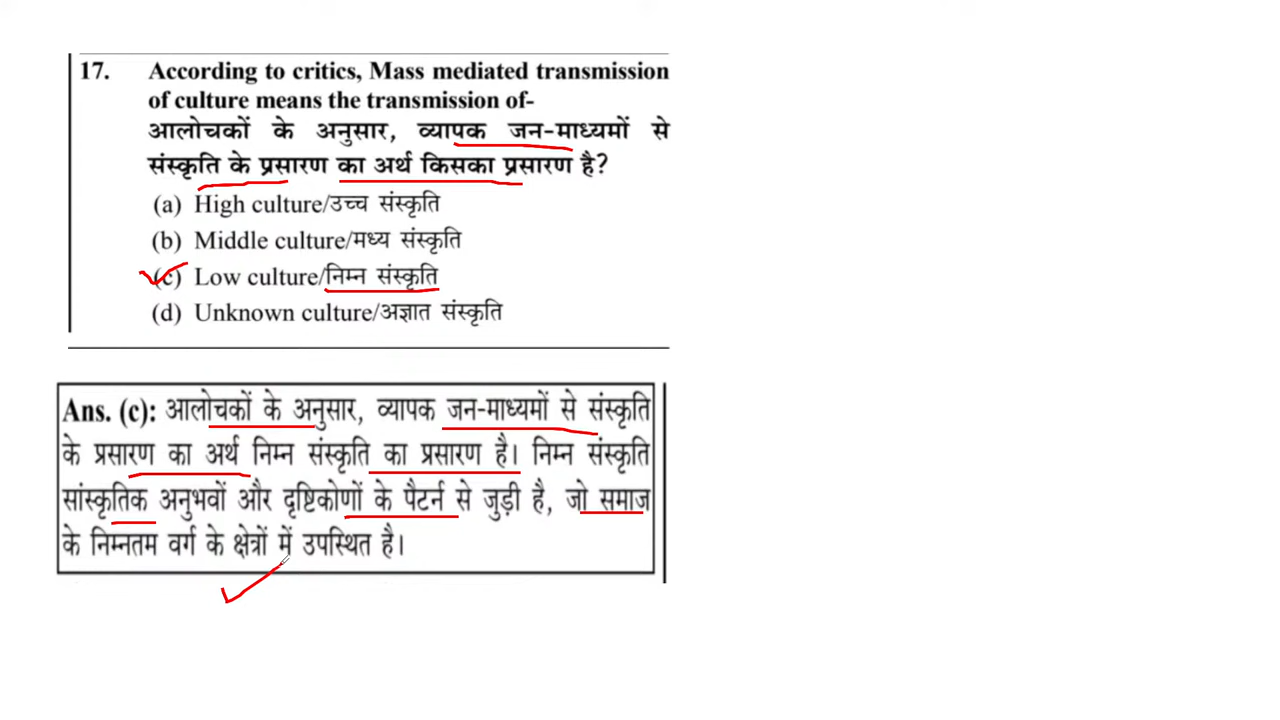 17. According to critics, Mass mediated transmission
of culture means the transmission of-
आलोचकों के अनुसार, व्यापक जन-माध्यमों से
संस्कृति के प्रसारण का अर्थ किसका प्रसारण है?
(a) High culture/उच्च संस्कृति
(b) Middle culture/मध्य संस्कृति
(c) Low culture/निम्न संस्कृति
(d) Unknown culture/अज्ञात संस्कृति
Ans. (c): आलोचकों के अनुसार, व्यापक जन-माध्यमों से संस्कृति
के प्रसारण का अर्थ निम्न संस्कृति का प्रसारण है। निम्न संस्कृति
सांस्कृतिक अनुभवों और दृष्टिकोणों के पैटर्न से जुड़ी है, जो समाज
के निम्नतम वर्ग के क्षेत्रों में उपस्थित है।